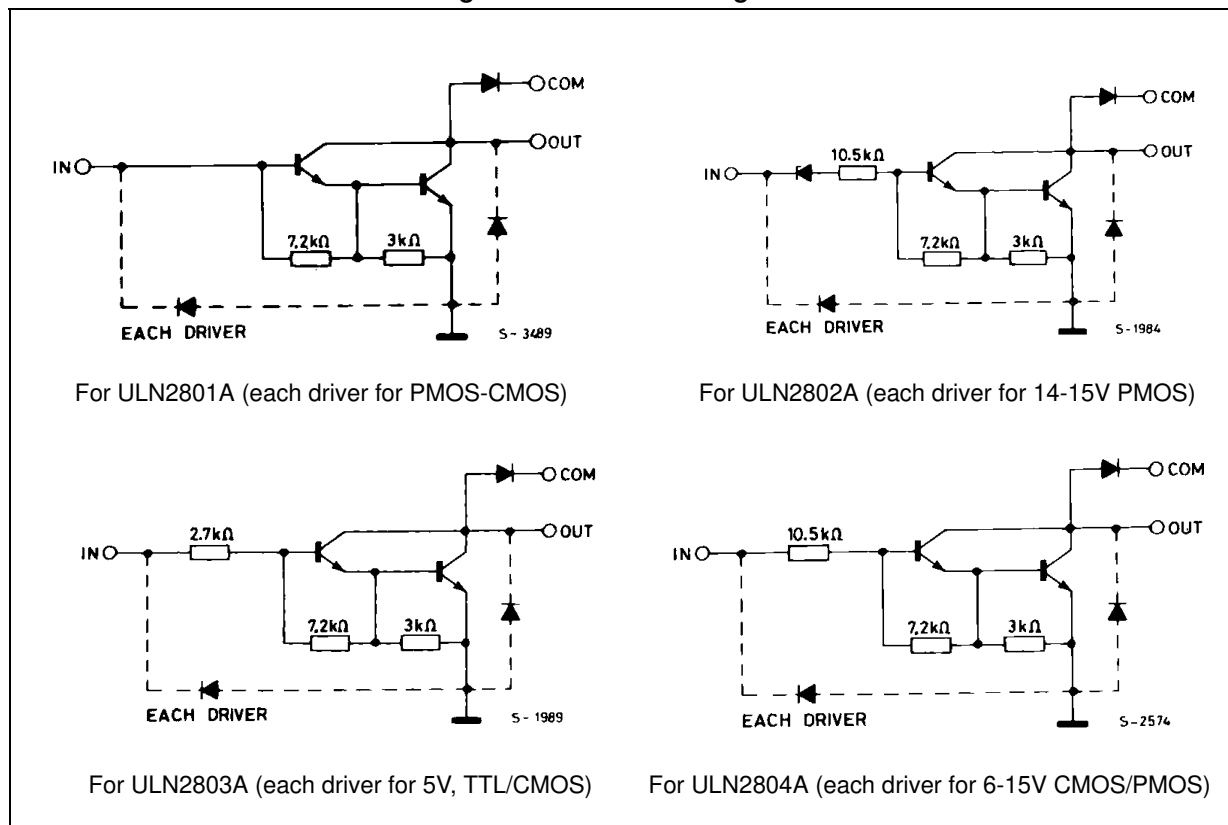 COM
OUT
IN
7.2kΩ 3kΩ
EACH DRIVER
S-3489
For ULN2801A (each driver for PMOS-CMOS)
COM
OUT
IN
10.5kΩ
7.2kΩ 3kΩ
EACH DRIVER
S-1984
For ULN2802A (each driver for 14-15V PMOS)
COM
OUT
IN
2.7kΩ
7.2kΩ 3kΩ
EACH DRIVER
S-1989
For ULN2803A (each driver for 5V, TTL/CMOS)
COM
OUT
IN
10.5kΩ
7.2kΩ 3kΩ
EACH DRIVER
S-2574
For ULN2804A (each driver for 6-15V CMOS/PMOS)